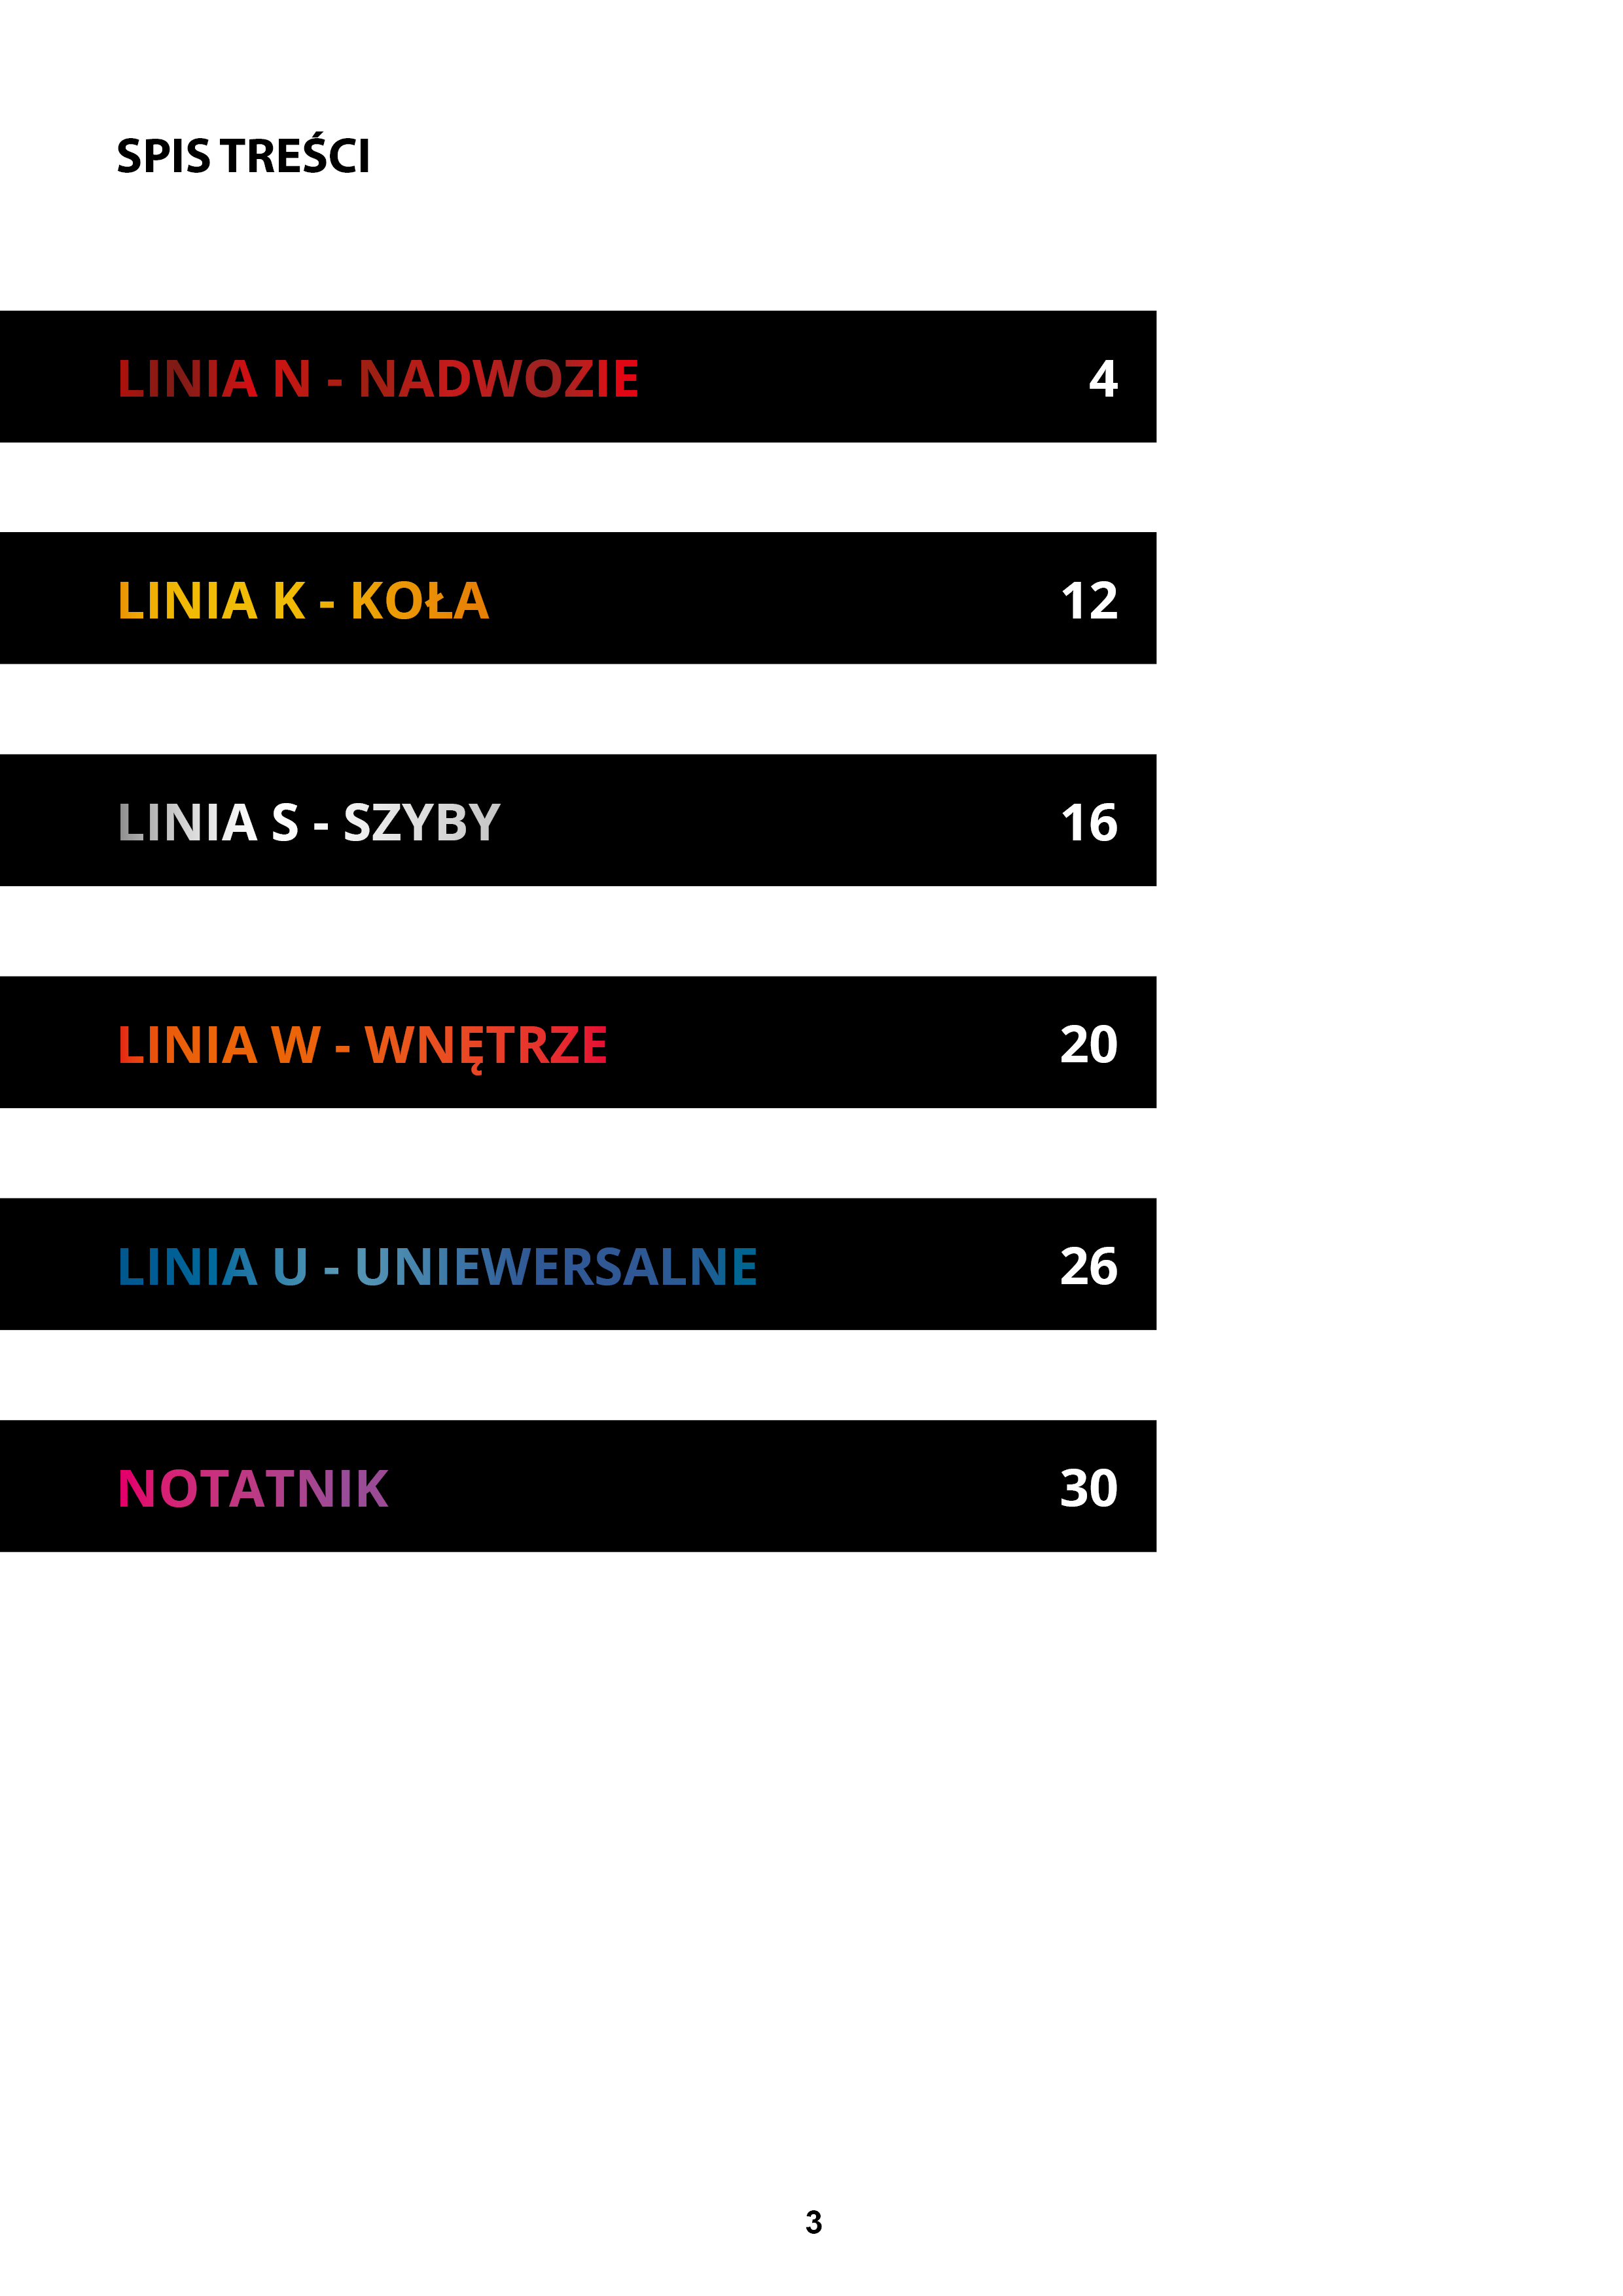 SPIS TREŚCI
LINIA N - NADWOZIE 4
LINIA K - KOŁA 12
LINIA S - SZYBY 16
LINIA W - WNĘTRZE 20
LINIA U - UNIEWERSALNE 26
NOTATNIK 30
3